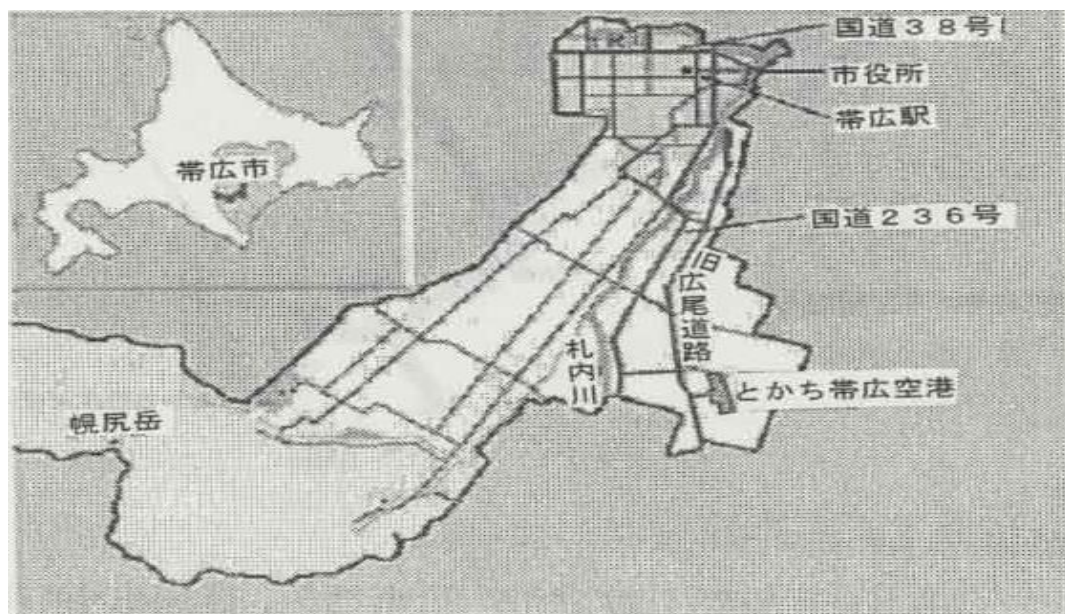 国道38号
市役所
帯広駅
帯広市
国道236号
旧広尾道路
札内川
とかち帯広空港
幌尻岳